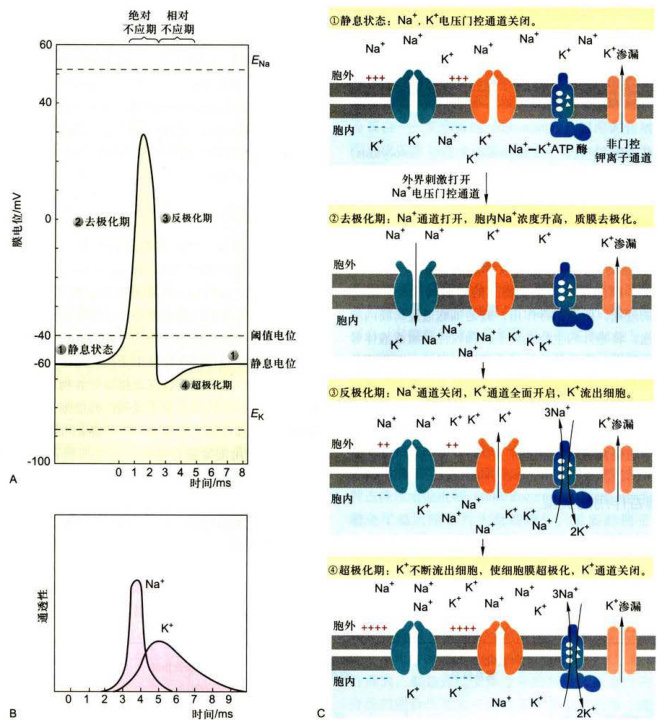 A
绝对
不应期
相对
不应期
60
40
0
-40
-60
-100
膜电位/mV
E_Na
②去极化期
③反极化期
阈值电位
①静息状态
①
静息电位
④超极化期
E_K
0 1 2 3 4 5 6 7 8
时间/ms
B
通透性
Na⁺
K⁺
0 2 3 4 5 6 7 8 9
时间/ms
C
①静息状态：Na⁺, K⁺电压门控通道关闭。
Na⁺ Na⁺ K⁺ Na⁺ Na⁺ K⁺ K⁺渗漏
胞外 +++ +++
胞内 ---- ----
K⁺ K⁺ K⁺ Na⁺ K⁺
Na⁺-K⁺ATP 酶
非门控
钾离子通道
外界刺激打开
Na⁺电压门控通道
②去极化期：Na⁺通道打开，胞内Na⁺浓度升高，质膜去极化。
Na⁺ Na⁺ K⁺ K⁺ K⁺渗漏
胞外
胞内
K⁺ K⁺ Na⁺ Na⁺ Na⁺ K⁺ Na⁺ K⁺
③反极化期：Na⁺通道关闭，K⁺通道全面开启，K⁺流出细胞。
Na⁺ Na⁺ K⁺ K⁺ K⁺ Na⁺ 3Na⁺ K⁺渗漏
胞外 ++ ++
胞内
K⁺ Na⁺ K⁺ Na⁺ Na⁺ K⁺ K⁺ Na⁺ 2K⁺
④超极化期：K⁺不断流出细胞，使细胞膜超极化，K⁺通道关闭。
Na⁺ Na⁺ Na⁺ K⁺ Na⁺ K⁺ Na⁺ K⁺ 3Na⁺ K⁺渗漏
胞外 ++++ ++++
胞内 ----- -----
K⁺ K⁺ Na⁺ K⁺ 2K⁺